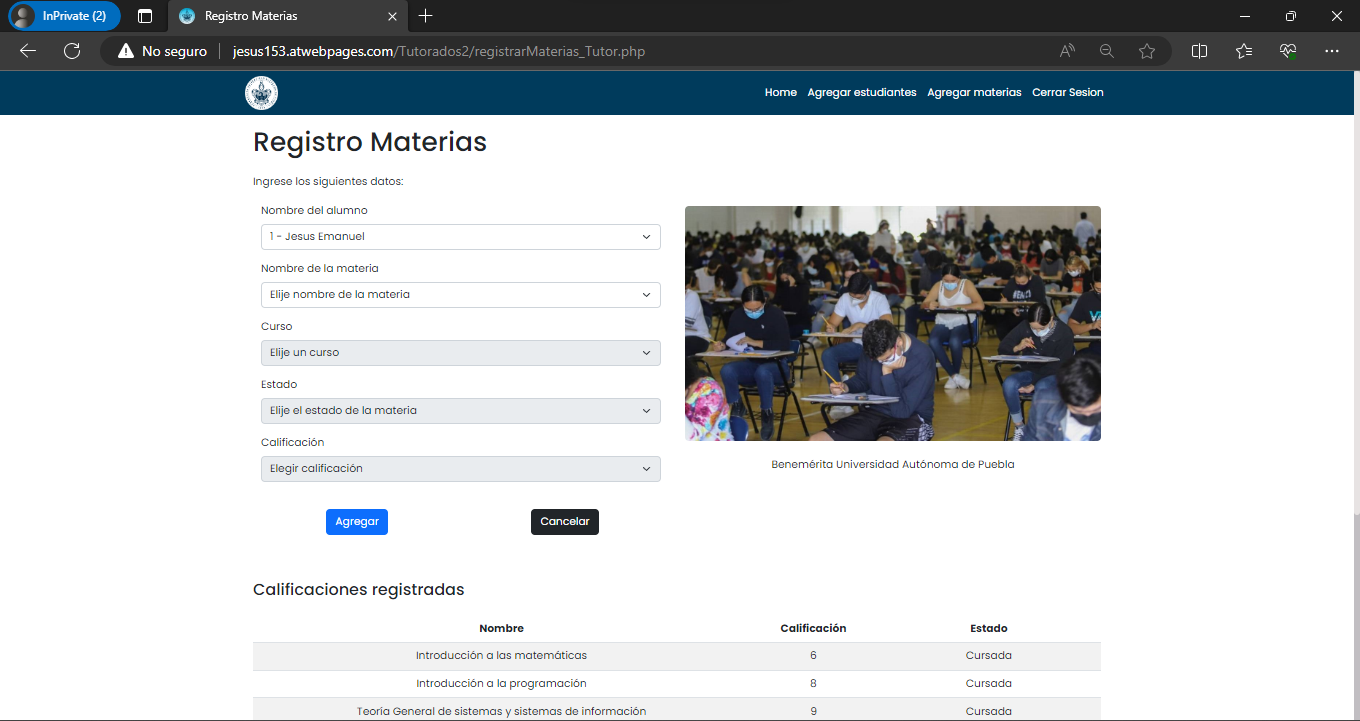 InPrivate (2)
Registro Materias
No seguro
jesus153.atwebpages.com/Tutorados2/registrarMaterias_Tutor.php
Home Agregar estudiantes Agregar materias Cerrar Sesion
Registro Materias
Ingrese los siguientes datos:
Nombre del alumno
1 - Jesus Emanuel
Nombre de la materia
Elije nombre de la materia
Curso
Elije un curso
Estado
Elije el estado de la materia
Calificación
Elegir calificación
Agregar Cancelar
Benemérita Universidad Autónoma de Puebla
Calificaciones registradas
Nombre Calificación Estado
Introducción a las matemáticas 6 Cursada
Introducción a la programación 8 Cursada
Teoría General de sistemas y sistemas de información 9 Cursada